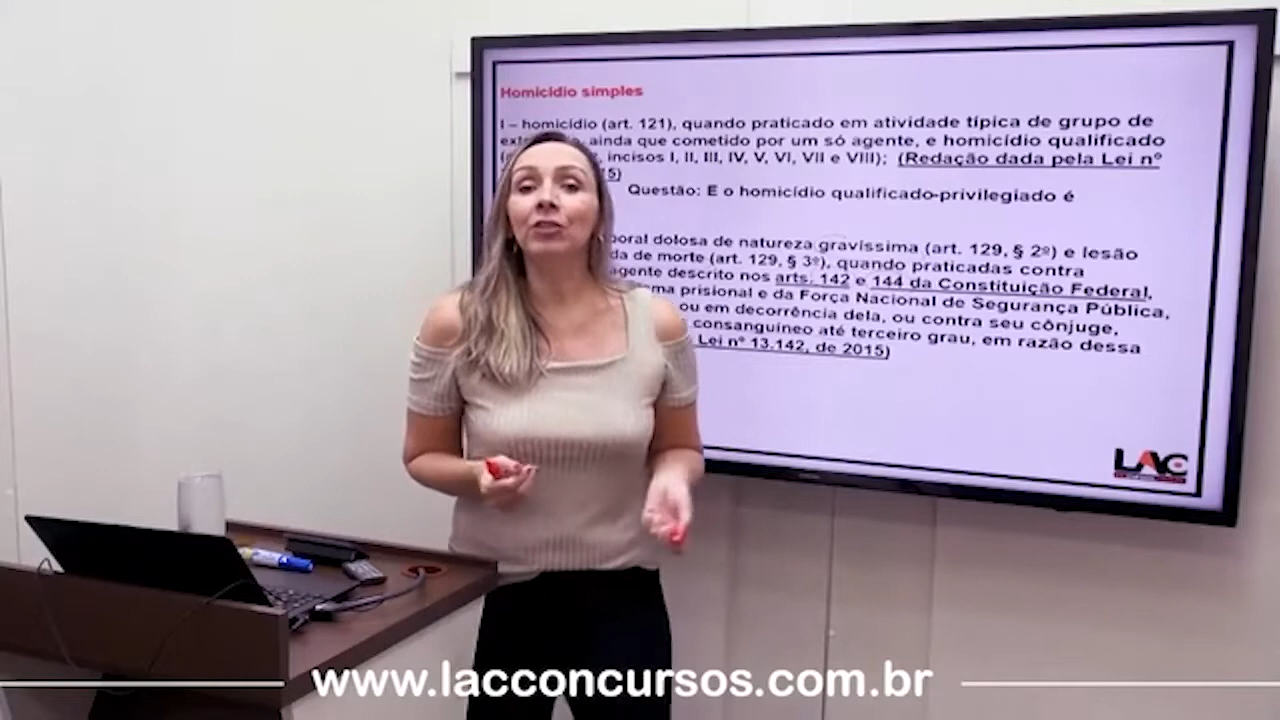 Homicídio simples
I – homicídio (art. 121), quando praticado em atividade típica de grupo de
ainda que cometido por um só agente, e homicídio qualificado
incisos I, II, III, IV, V, VI, VII e VIII); (Redação dada pela Lei nº
Questão: E o homicídio qualificado-privilegiado é
dolosa de natureza gravíssima (art. 129, § 2º) e lesão
de morte (art. 129, § 3º), quando praticadas contra
agente descrito nos arts. 142 e 144 da Constituição Federal,
prisional e da Força Nacional de Segurança Pública,
ou em decorrência dela, ou contra seu cônjuge,
consanguíneo até terceiro grau, em razão dessa
Lei nº 13.142, de 2015)
LAC
www.lacconcursos.com.br